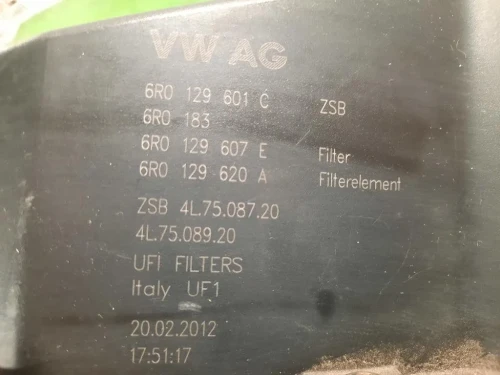 VW AG
6R0 129 601 C ZSB
6R0 183
6R0 129 607 E Filter
6R0 129 620 A Filterelement
ZSB 4L.75.087.20
4L.75.089.20
UFI FILTERS
Italy UF1
20.02.2012
17:51:17